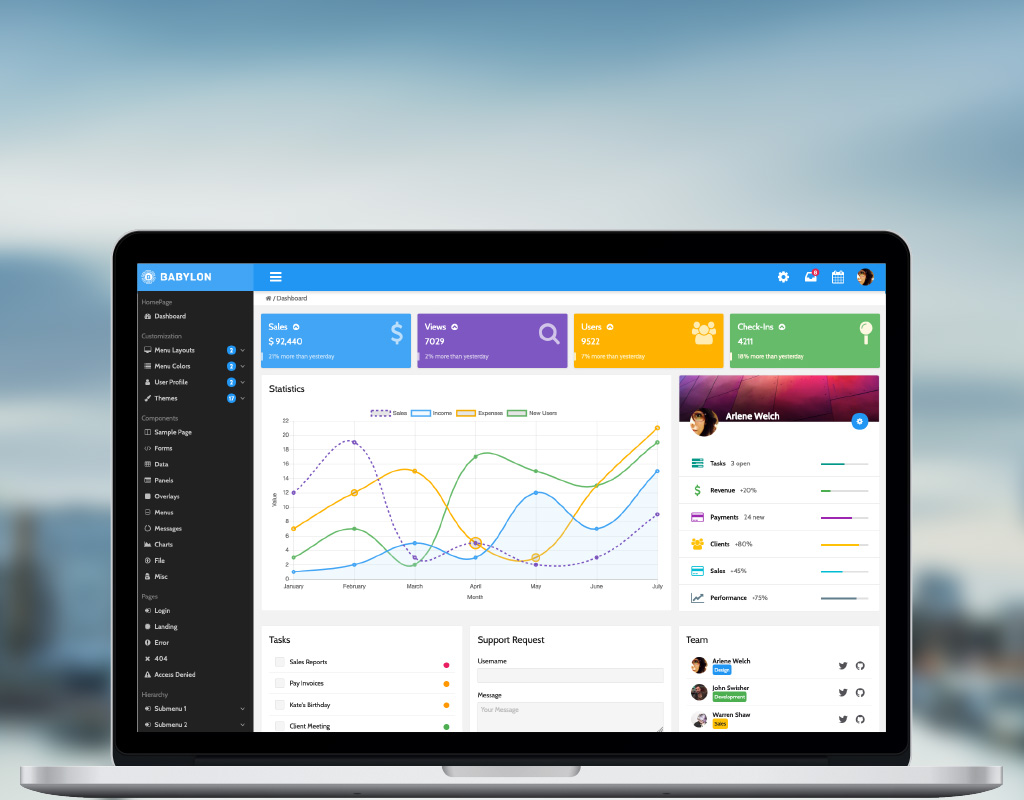 BABYLON
8
HomePage
Dashboard
Customization
Menu Layouts 2
Menu Colors 2
User Profile 2
Themes 17
Components
Sample Page
Forms
Data
Panels
Overlays
Menus
Messages
Charts
File
Misc
Pages
Login
Landing
Error
404
Access Denied
Hierarchy
Submenu 1
Submenu 2
/ Dashboard
Sales
$ 92,440
21% more than yesterday
Views
7029
2% more than yesterday
Users
9522
7% more than yesterday
Check-Ins
4211
18% more than yesterday
Statistics
Sales Income Expenses New Users
Value
22
20
18
16
14
12
10
8
6
4
2
0
January February March April May June July
Month
Arlene Welch
Tasks 3 open
Revenue +20%
Payments 24 new
Clients +80%
Sales +45%
Performance +75%
Tasks
Sales Reports
Pay Invoices
Kate's Birthday
Client Meeting
Support Request
Username
Message
Your Message
Team
Arlene Welch
Design
John Swisher
Development
Warren Shaw
Sales